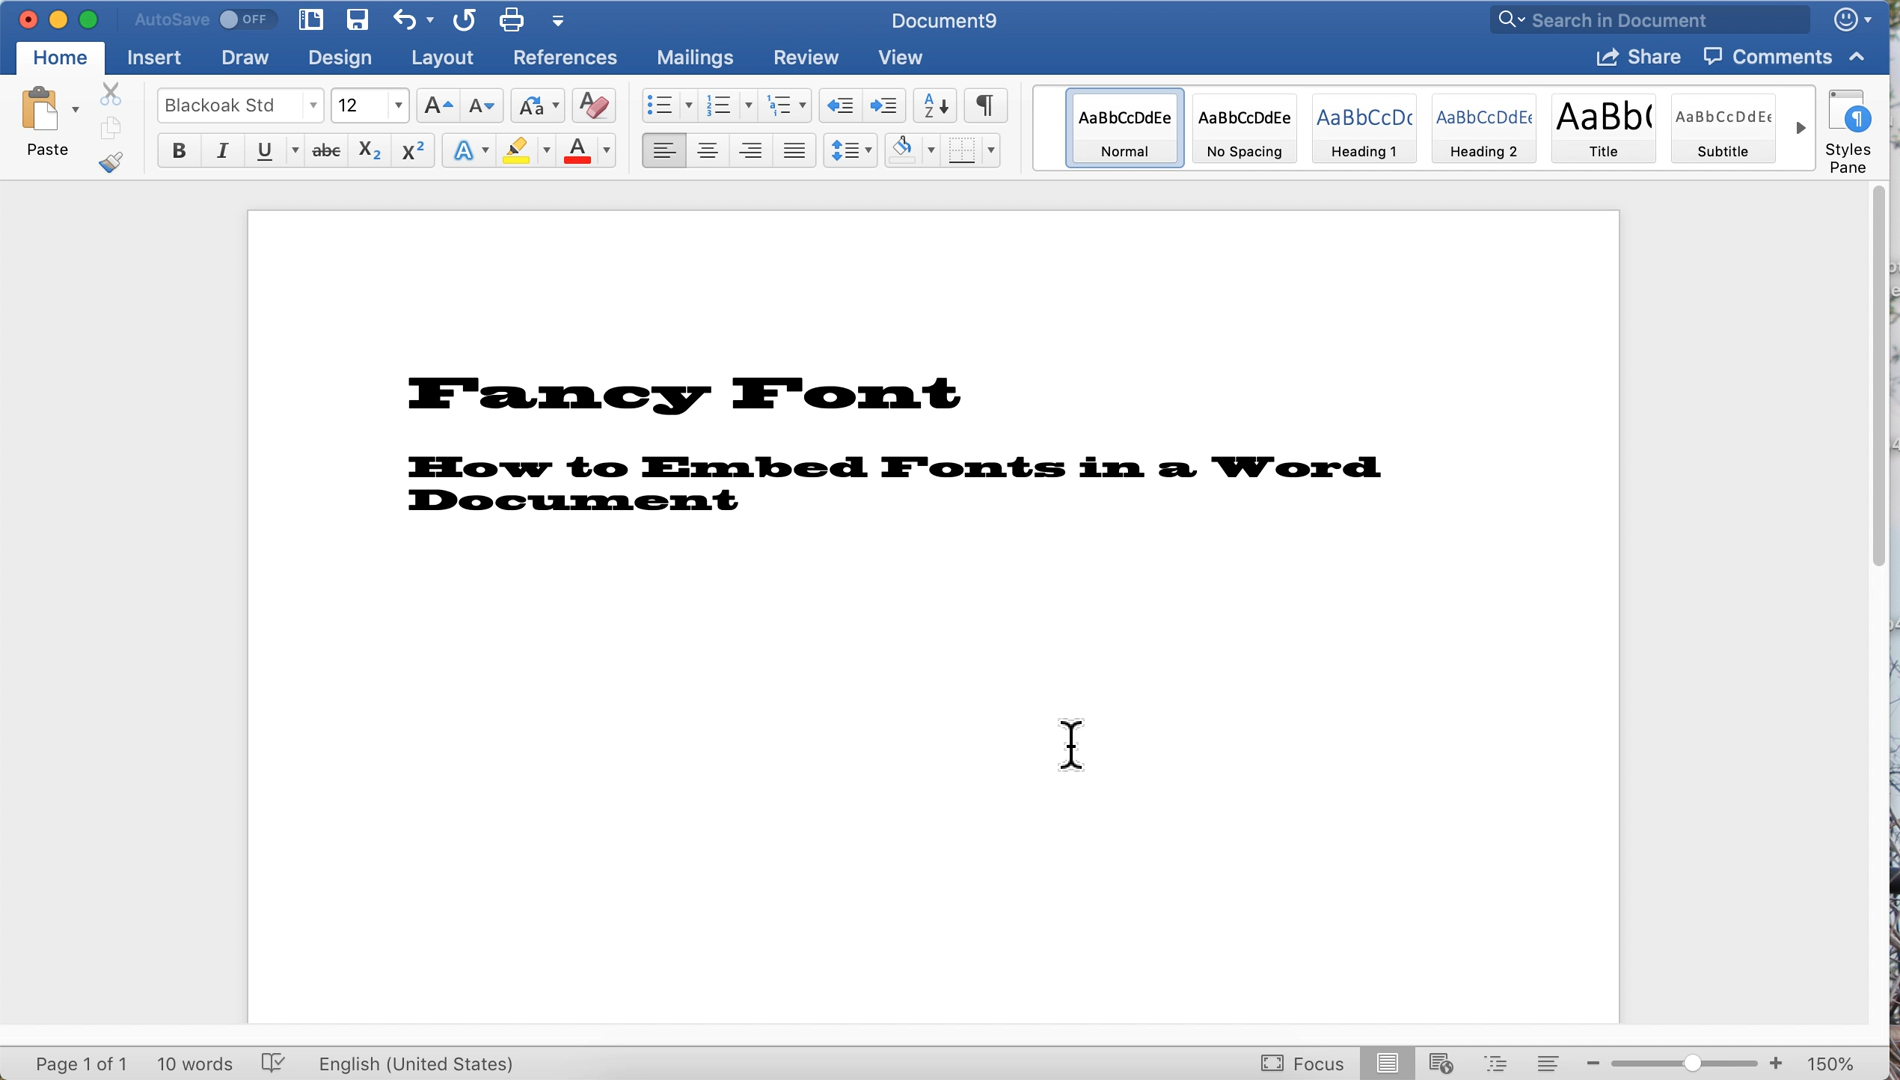 AutoSave OFF
Document9
Search in Document
Home Insert Draw Design Layout References Mailings Review View
Share Comments
Paste
Blackoak Std 12
AaBbCcDdEe AaBbCcDdEe AaBbCcDc AaBbCcDdEe AaBb( AaBbCcDdEe
Normal No Spacing Heading 1 Heading 2 Title Subtitle
Styles
Pane
B I U abc X2 X2 A A
Fancy Font
How to Embed Fonts in a Word
Document
Page 1 of 1 10 words English (United States) Focus 150%